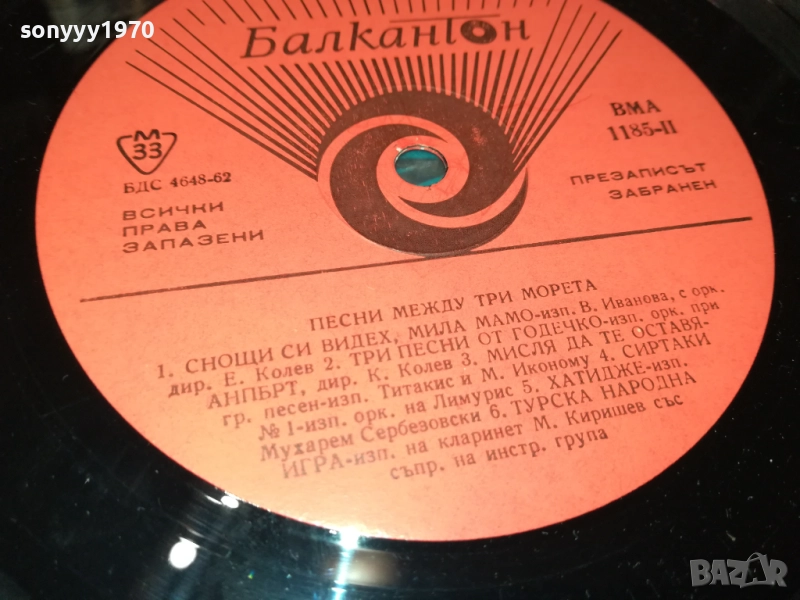 sonyyy1970
Балкантон
М
33
БДС 4648-62
ВСИЧКИ
ПРАВА
ЗАПАЗЕНИ
ВМА
1185-II
ПРЕЗАПИСЪТ
ЗАБРАНЕН
ПЕСНИ МЕЖДУ ТРИ МОРЕТА
1. СНОЩИ СИ ВИДЕХ, МИЛА МАМО-изп. В. Иванова, с орк.
дир. Е. Колев 2. ТРИ ПЕСНИ ОТ ГОДЕЧКО-изп. орк. при
АНПБРТ, дир. К. Колев 3. МИСЛЯ ДА ТЕ ОСТАВЯ-
гр. песен-изп. Титакис и М. Икономy 4. СИРТАКИ
№ 1-изп. орк. на Лимурис 5. ХАТИДЖЕ-изп.
Мухарем Сербезовски 6. ТУРСКА НАРОДНА
ИГРА-изп. на кларинет М. Киришев със
съпр. на инстр. група
BAZAR
bg